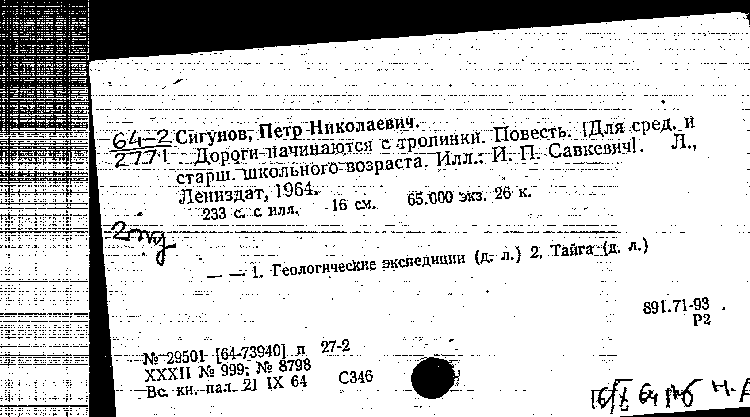 64-2
2771
Сигунов, Петр Николаевич.
Дороги начинаются с тропинки. Повесть. [Для сред. и
старш. школьного возраста. Илл.: И. П. Савкевич]. Л.,
Лениздат, 1964.
233 с. с илл. 16 см. 65.000 экз. 26 к.
— — 1. Геологические экспедиции (д. л.) 2. Тайга (д. л.)
891.71-93
Р2
№ 29501 [64-73940] п 27-2
XXXII № 999; № 8798
Вс. кн. пал. 21 IX 64 С346